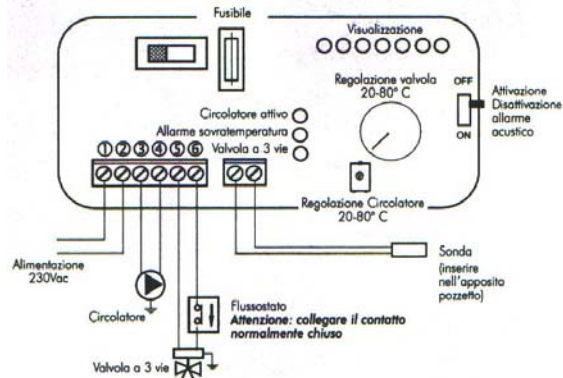 Fusibile
Visualizzazione
Regolazione valvola
20-80° C
OFF
Attivazione
Disattivazione
allarme
acustico
ON
Circolatore attivo
Allarme sovratemperatura
Valvola a 3 vie
1 2 3 4 5 6
Regolazione Circolatore
20-80° C
Alimentazione
230Vac
Circolatore
Flussostato
Attenzione: collegare il contatto
normalmente chiuso
Sonda
(inserire
nell'apposito
pozzetto)
Valvola a 3 vie